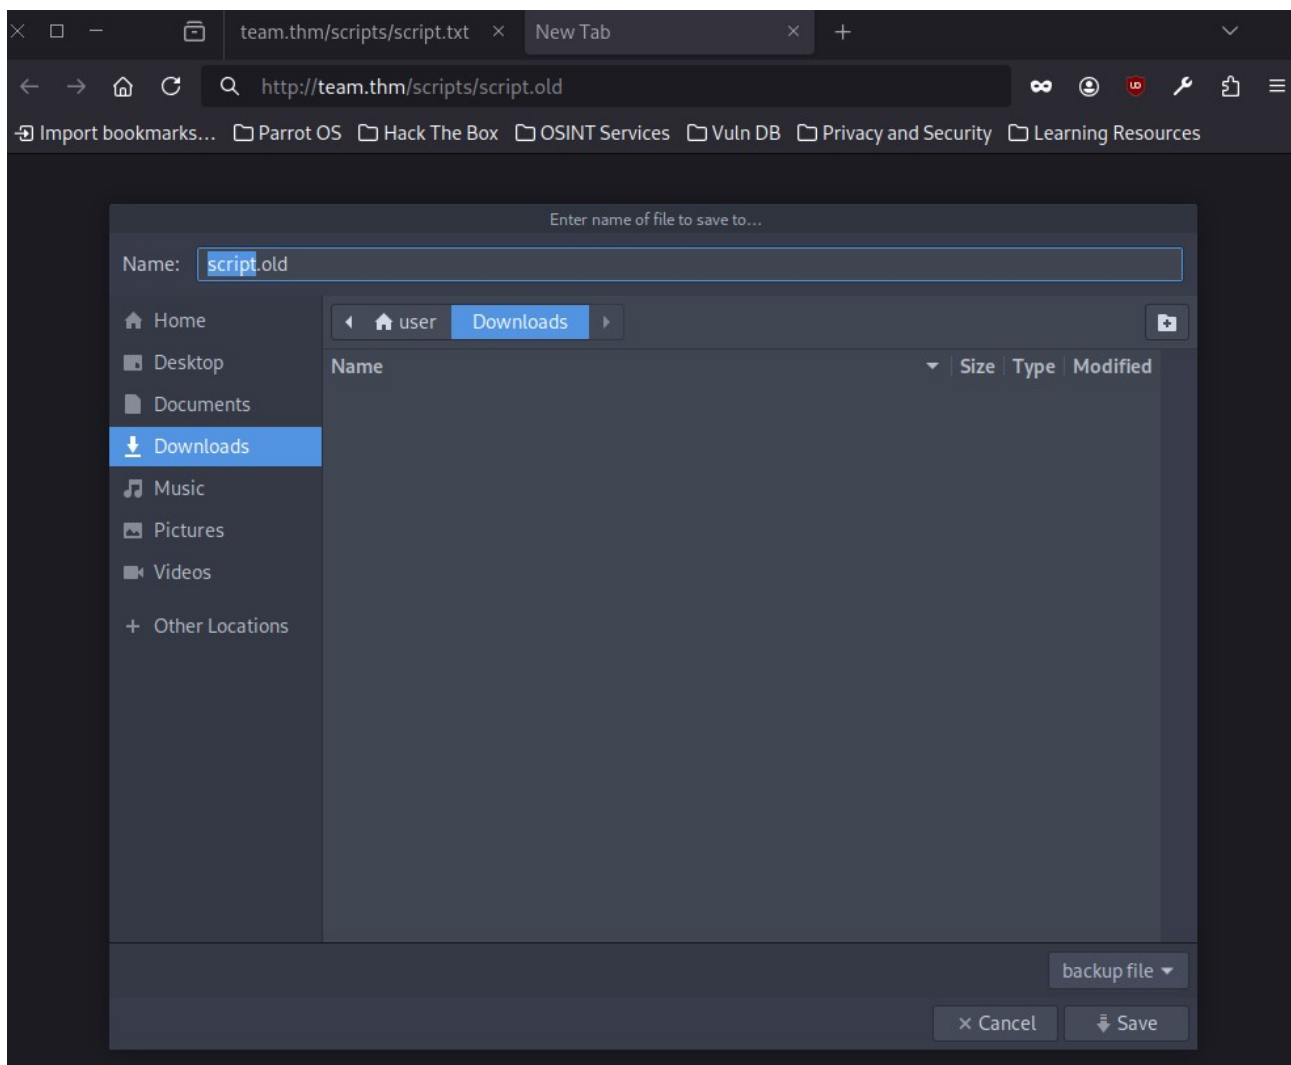 team.thm/scripts/script.txt New Tab
http://team.thm/scripts/script.old
Import bookmarks... Parrot OS Hack The Box OSINT Services Vuln DB Privacy and Security Learning Resources
Enter name of file to save to...
Name: script.old
Home
user Downloads
Desktop
Name Size Type Modified
Documents
Downloads
Music
Pictures
Videos
+ Other Locations
backup file
Cancel Save